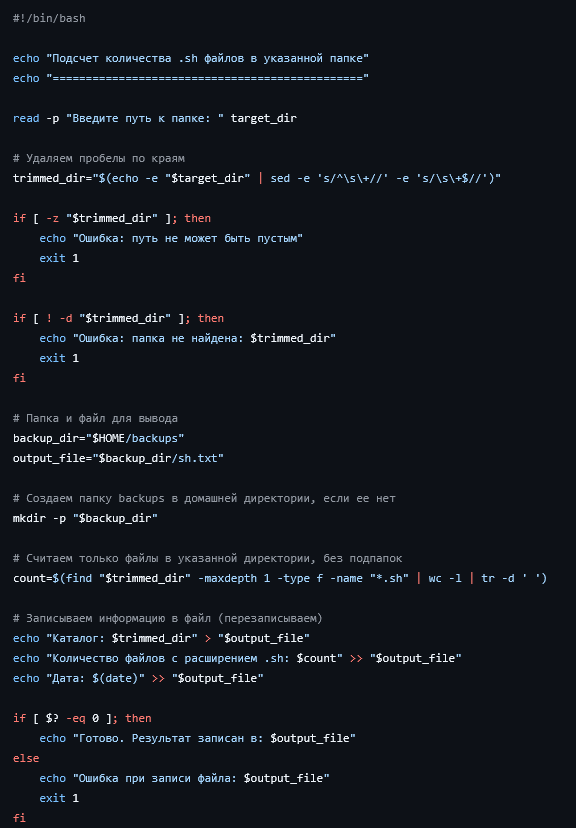 #!/bin/bash
echo "Подсчет количества .sh файлов в указанной папке"
echo "==============================================="
read -p "Введите путь к папке: " target_dir
# Удаляем пробелы по краям
trimmed_dir="$(echo -e "$target_dir" | sed -e 's/^\s\+//' -e 's/\s\+$//')"
if [ -z "$trimmed_dir" ]; then
    echo "Ошибка: путь не может быть пустым"
    exit 1
fi
if [ ! -d "$trimmed_dir" ]; then
    echo "Ошибка: папка не найдена: $trimmed_dir"
    exit 1
fi
# Папка и файл для вывода
backup_dir="$HOME/backups"
output_file="$backup_dir/sh.txt"
# Создаем папку backups в домашней директории, если ее нет
mkdir -p "$backup_dir"
# Считаем только файлы в указанной директории, без подпапок
count=$(find "$trimmed_dir" -maxdepth 1 -type f -name "*.sh" | wc -l | tr -d ' ')
# Записываем информацию в файл (перезаписываем)
echo "Каталог: $trimmed_dir" > "$output_file"
echo "Количество файлов с расширением .sh: $count" >> "$output_file"
echo "Дата: $(date)" >> "$output_file"
if [ $? -eq 0 ]; then
    echo "Готово. Результат записан в: $output_file"
else
    echo "Ошибка при записи файла: $output_file"
    exit 1
fi